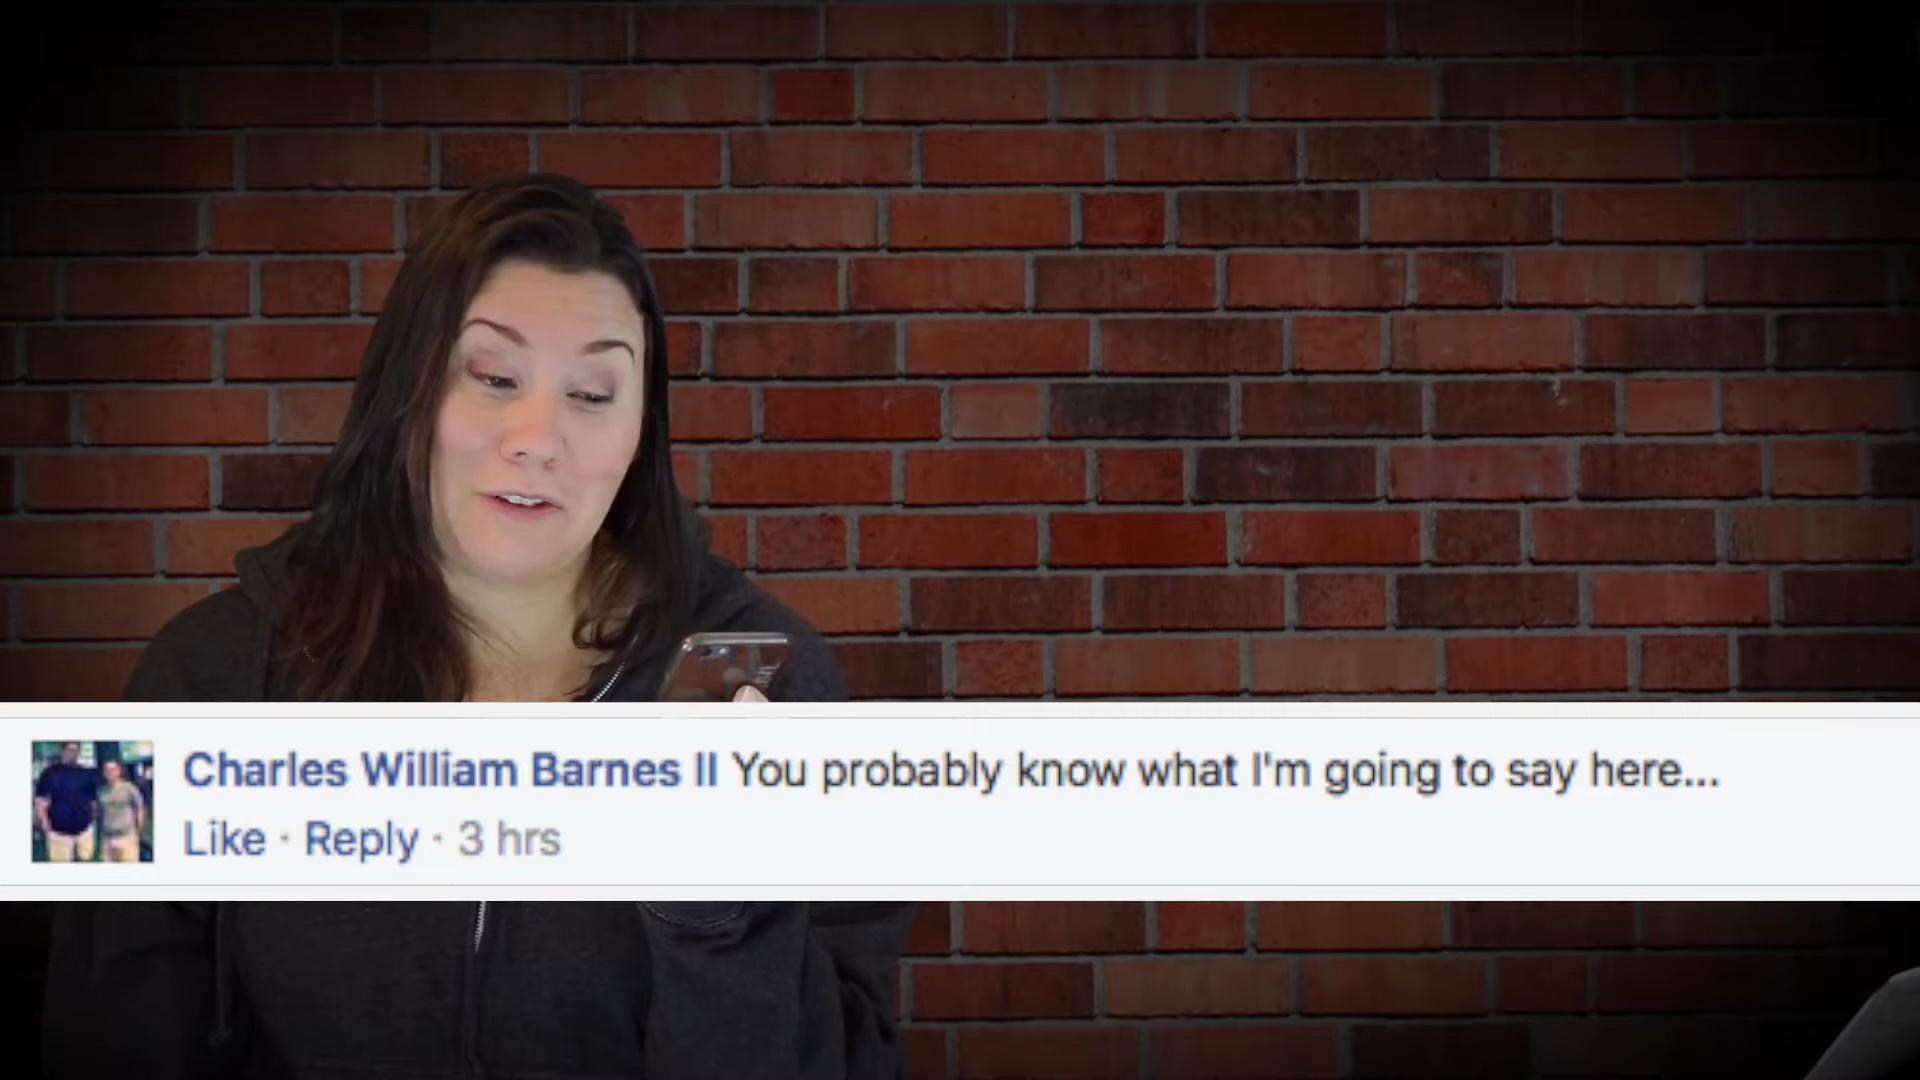 Charles William Barnes II You probably know what I'm going to say here...
Like · Reply · 3 hrs